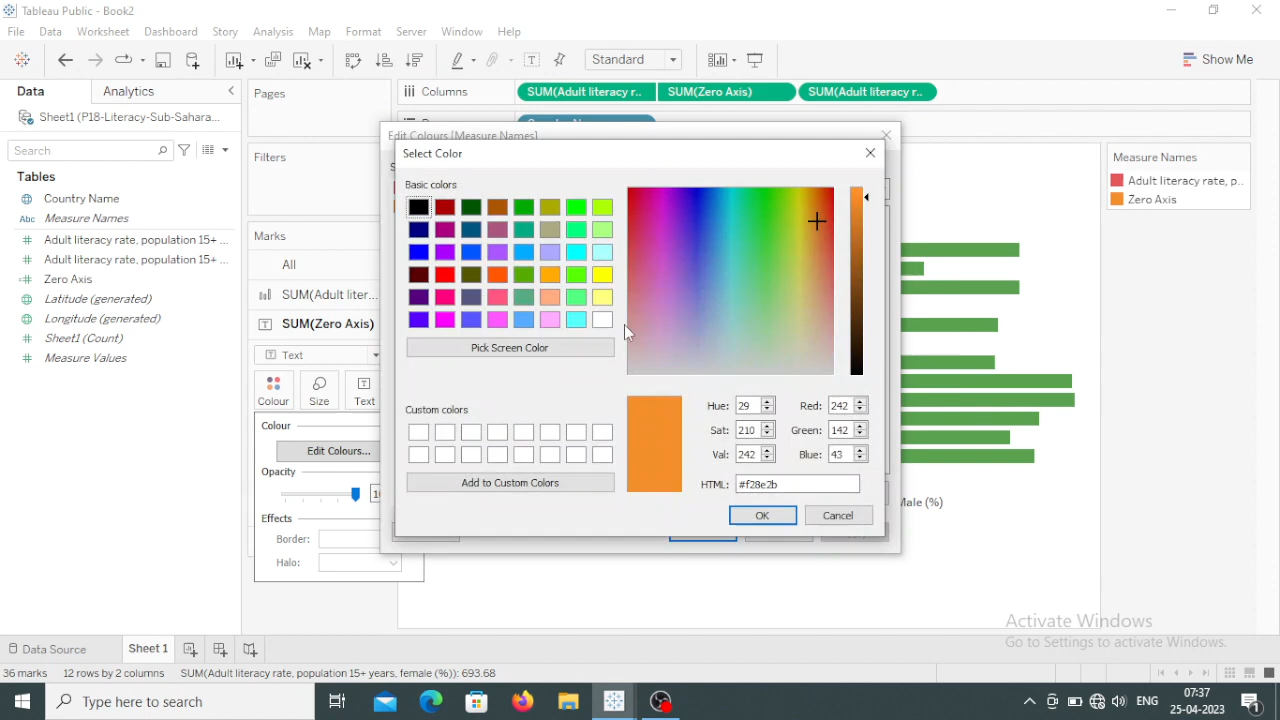 Tableau Public - Book2
File Data Worksheet Dashboard Story Analysis Map Format Server Window Help
Standard
Show Me
Data Analytics
Sheet1 (P18-Literacy-Sub-Sahara...
Search
Tables
Country Name
Abc Measure Names
Adult literacy rate, population 15+ ...
Adult literacy rate, population 15+ ...
Zero Axis
Latitude (generated)
Longitude (generated)
Sheet1 (Count)
Measure Values
Pages
Filters
Marks
All
SUM(Adult liter...
SUM(Zero Axis)
Text
Colour Size Text
Colour
Edit Colours...
Opacity
Effects
Border:
Halo:
Columns
SUM(Adult literacy r.. SUM(Zero Axis) SUM(Adult literacy r..
Edit Colours [Measure Names]
Select Color
Basic colors
Pick Screen Color
Custom colors
Add to Custom Colors
Hue: 29 Red: 242
Sat: 210 Green: 142
Val: 242 Blue: 43
HTML: #f28e2b
OK Cancel
Measure Names
Adult literacy rate, p...
Zero Axis
Male (%)
Activate Windows
Go to Settings to activate Windows.
Data Source Sheet 1
36 marks 12 rows by 2 columns SUM(Adult literacy rate, population 15+ years, female (%)): 693.68
Type here to search
ENG
07:37
25-04-2023
1